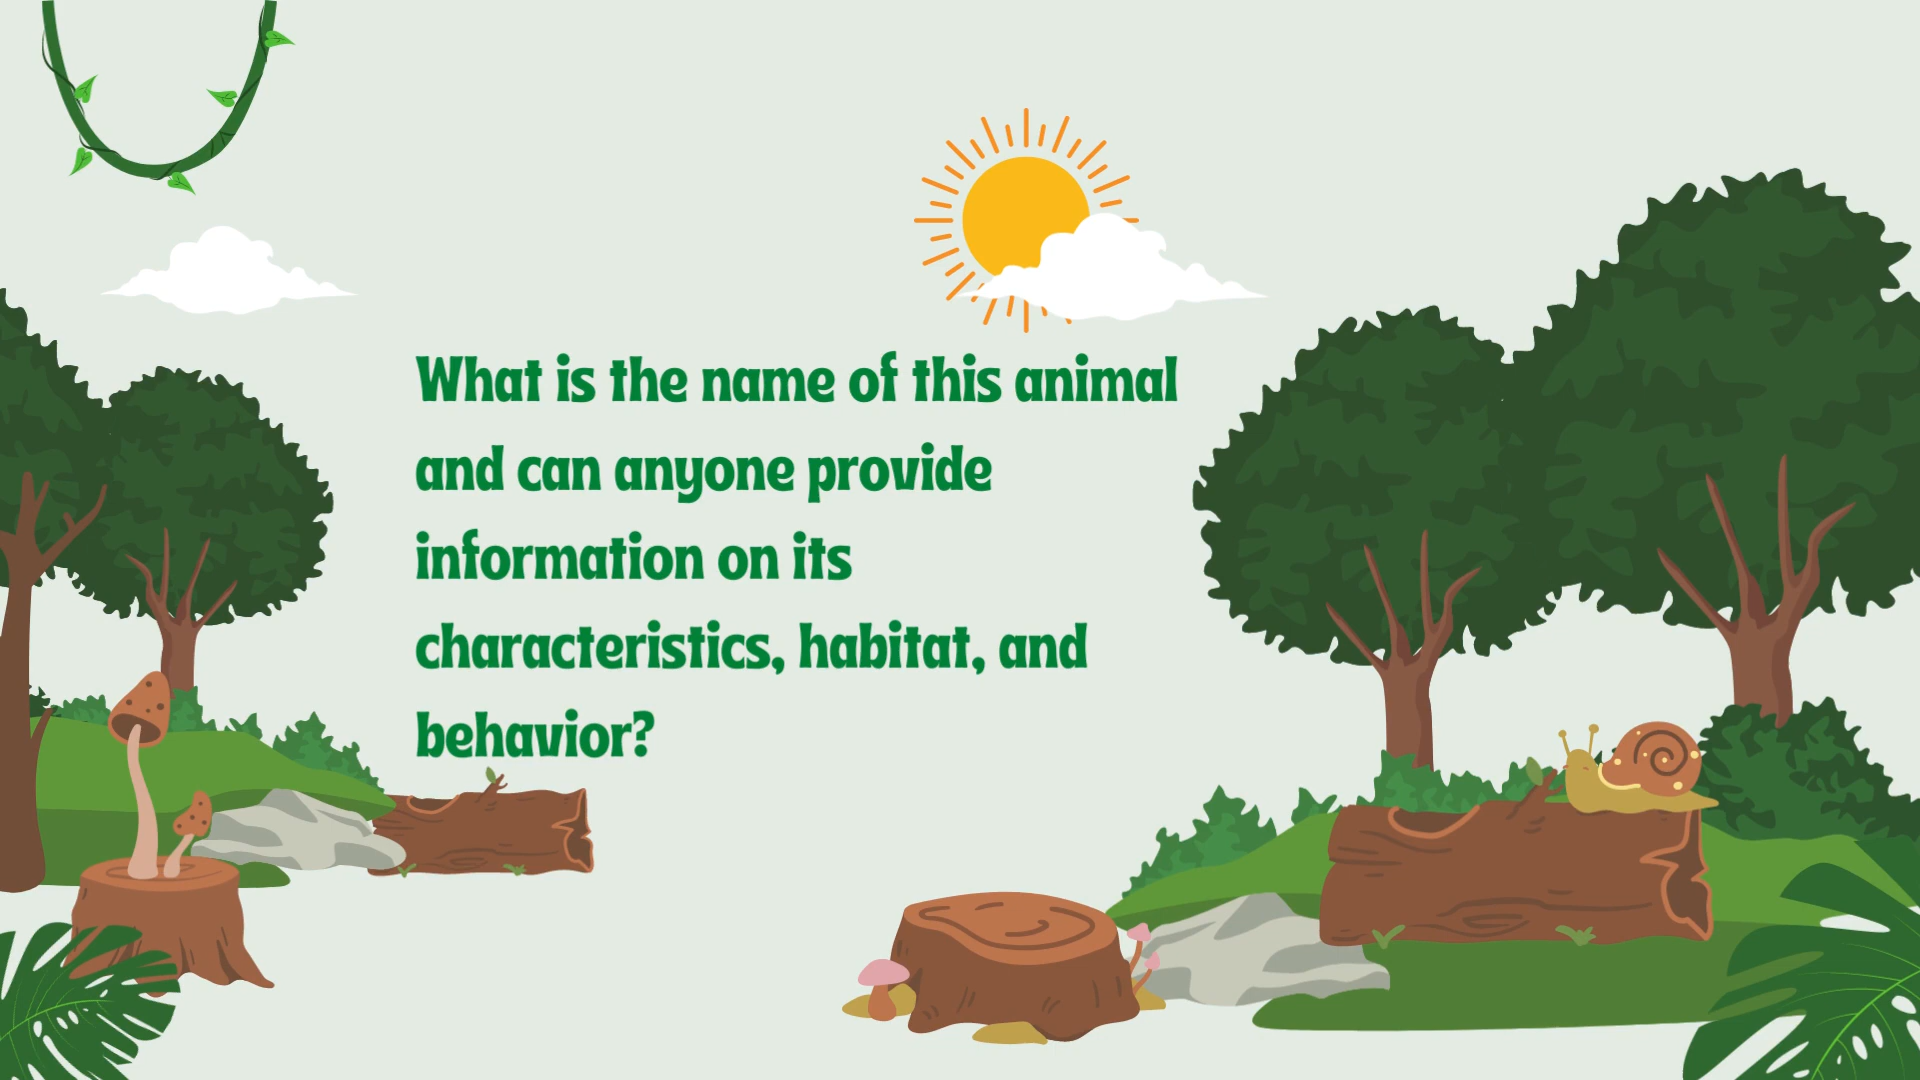 What is the name of this animal
and can anyone provide
information on its
characteristics, habitat, and
behavior?